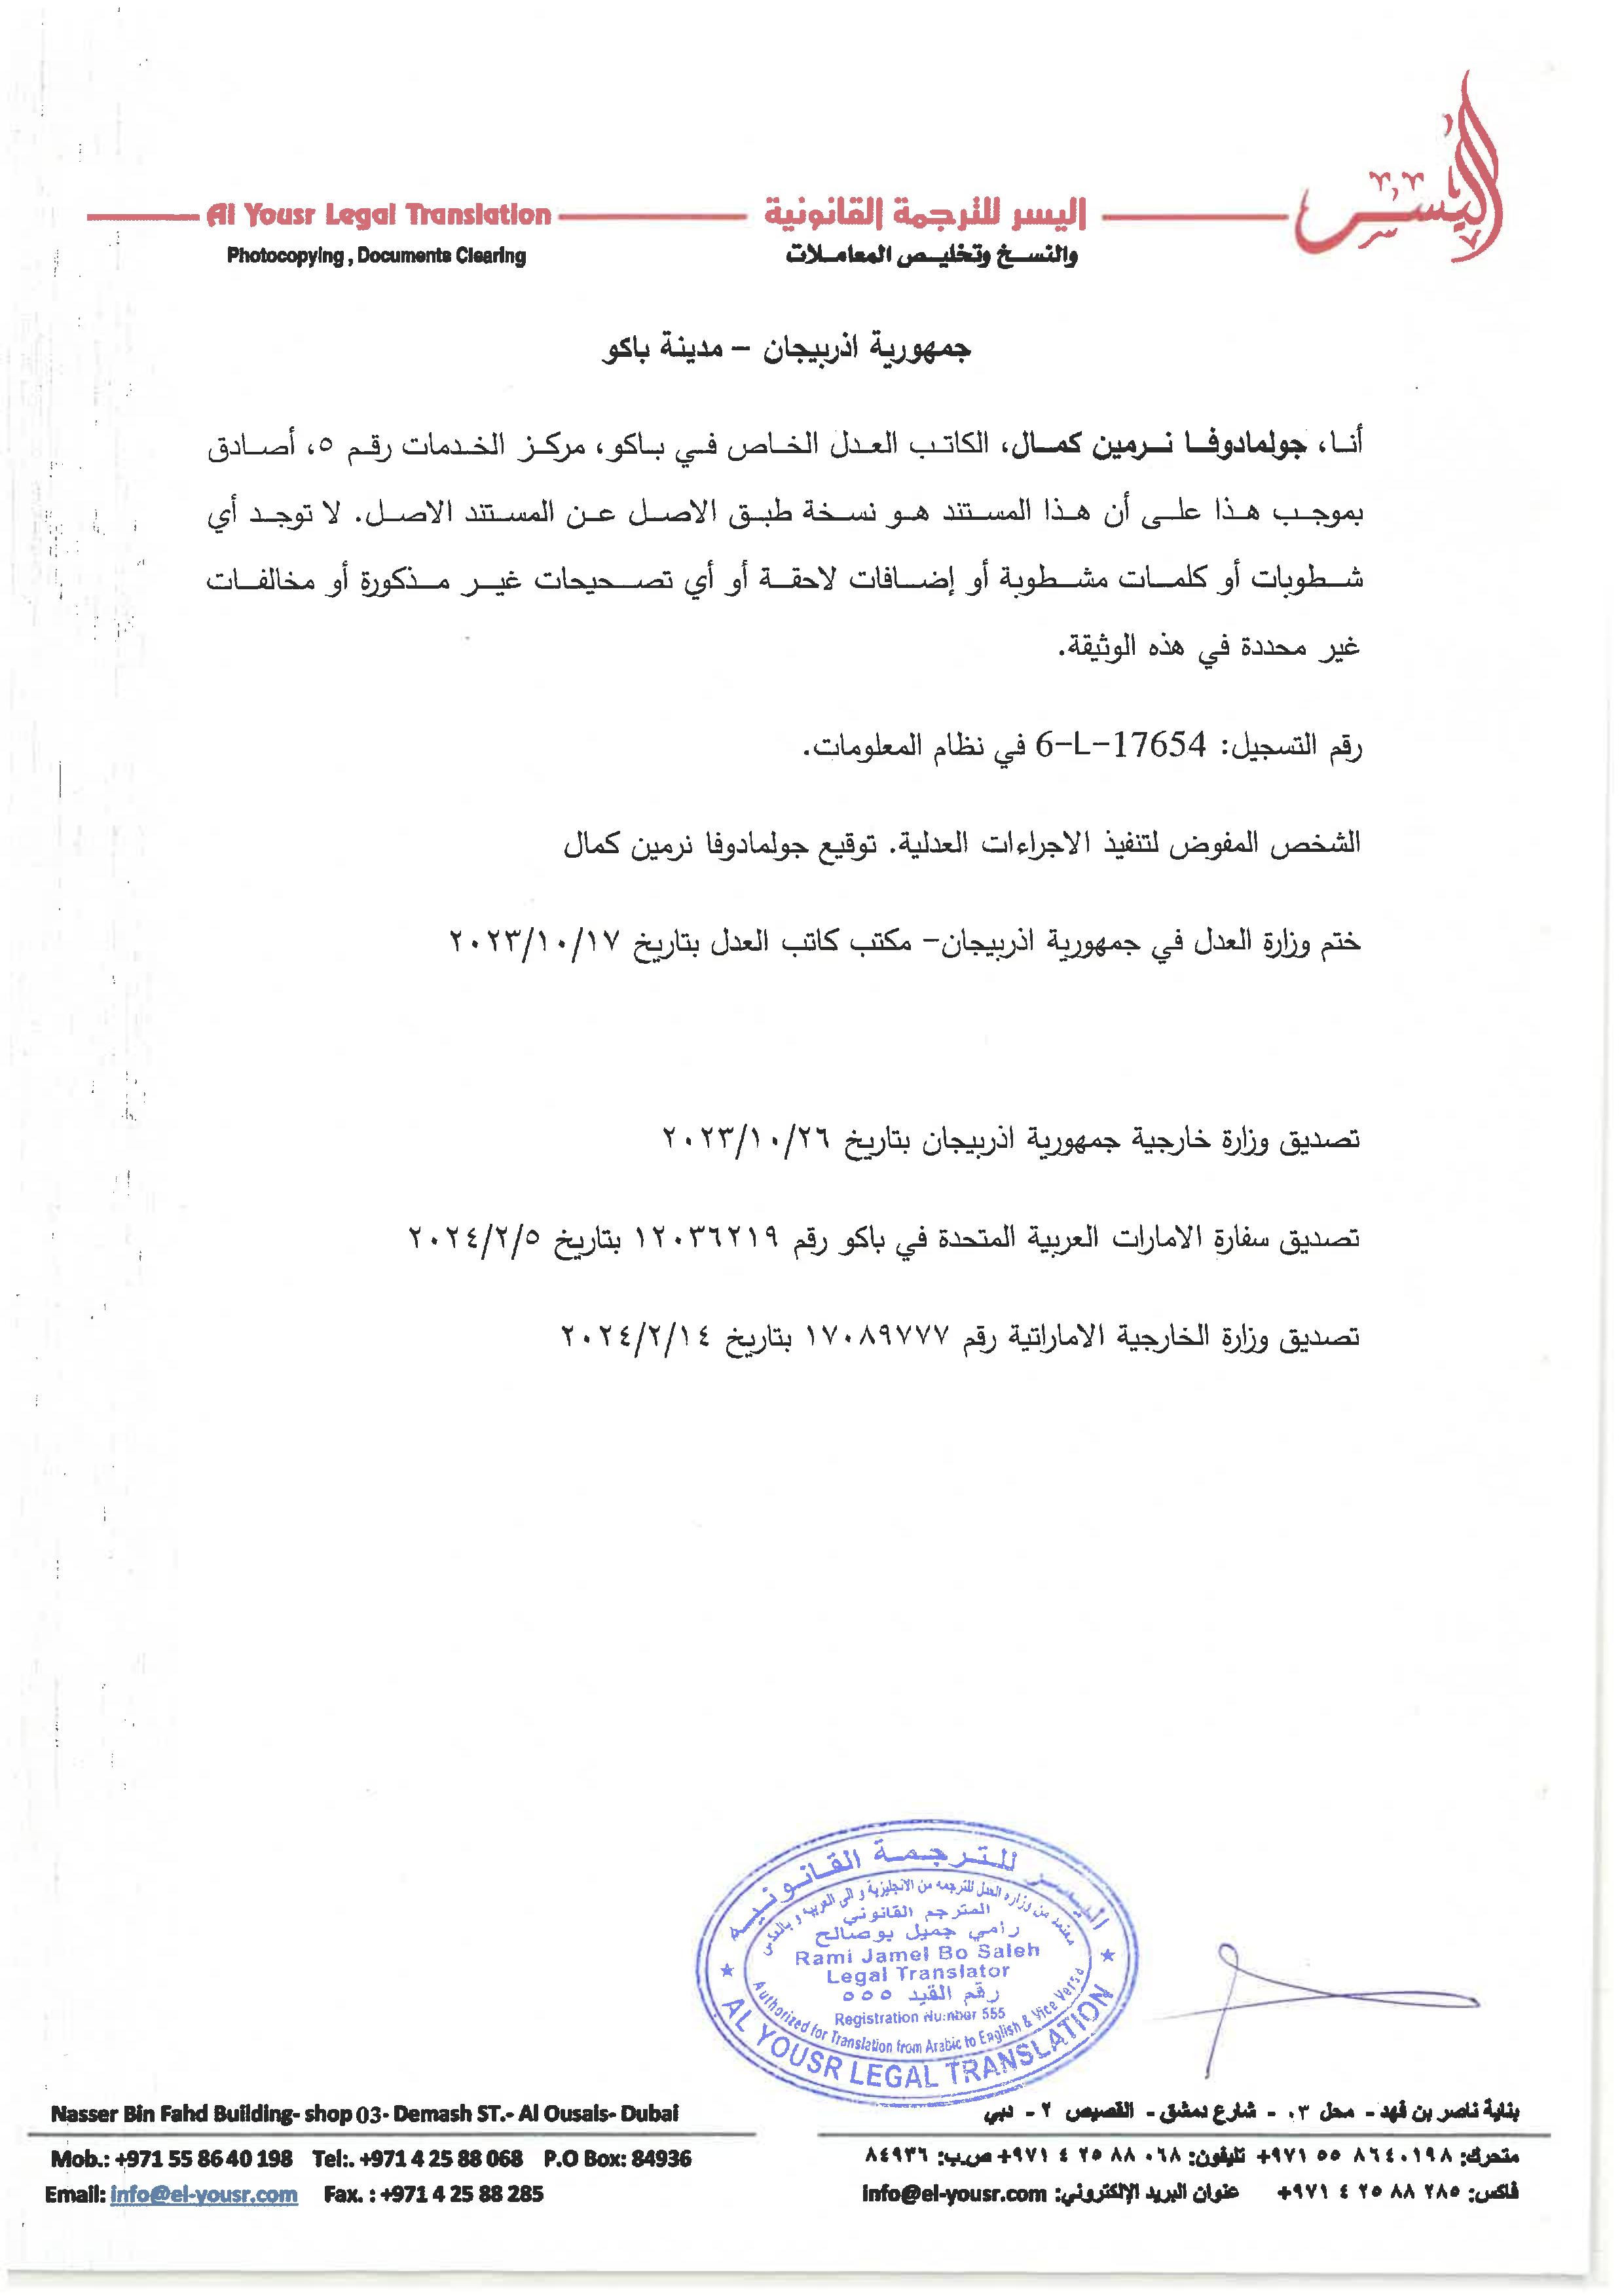 اليسر
Al Yousr Legal Translation
اليسر للترجمة القانونية
Photocopying , Documents Clearing
والنسخ وتخليص المعاملات
جمهورية اذربيجان – مدينة باكو
أنا، جولمادوفا نرمين كمال، الكاتب العدل الخاص في باكو، مركز الخدمات رقم ٥، أصادق
بموجب هذا على أن هذا المستند هو نسخة طبق الاصل عن المستند الاصل. لا توجد أي
شطوبات أو كلمات مشطوبة أو إضافات لاحقة أو أي تصحيحات غير مذكورة أو مخالفات
غير محددة في هذه الوثيقة.
رقم التسجيل: 6-L-17654 في نظام المعلومات.
الشخص المفوض لتنفيذ الاجراءات العدلية. توقيع جولمادوفا نرمين كمال
ختم وزارة العدل في جمهورية اذربيجان– مكتب كاتب العدل بتاريخ ٢٠٢٣/١٠/١٧
تصديق وزارة خارجية جمهورية اذربيجان بتاريخ ٢٠٢٣/١٠/٢٦
تصديق سفارة الامارات العربية المتحدة في باكو رقم ١٢٠٣٦٢١٩ بتاريخ ٢٠٢٤/٢/٥
تصديق وزارة الخارجية الاماراتية رقم ١٧٠٨٩٧٧٧ بتاريخ ٢٠٢٤/٢/١٤
اليسر للترجمة القانونية
معتمد من وزارة العدل للترجمة من الانجليزية و الى العربية و بالعكس
المترجم القانوني
رامي جميل بو صالح
Rami Jamel Bo Saleh
Legal Translator
رقم القيد ٥٥٥
Registration Number 555
Authorized for Translation from Arabic to English & Vice Versa
AL YOUSR LEGAL TRANSLATION
Nasser Bin Fahd Building- shop 03- Demash ST.- Al Ousais- Dubai
بناية ناصر بن فهد - محل ٠٣ - شارع دمشق - القصيص ٢ - دبي
Mob.: +971 55 86 40 198 Tel:. +971 4 25 88 068 P.O Box: 84936
متحرك: ٨٦٤٠١٩٨ ٥٥ ٩٧١+ تليفون: ٠٦٨ ٨٨ ٢٥ ٤ ٩٧١+ ص.ب: ٨٤٩٣٦
Email: info@el-yousr.com Fax. : +971 4 25 88 285
فاكس: ٢٨٥ ٨٨ ٢٥ ٤ ٩٧١+ عنوان البريد الإلكتروني: info@el-yousr.com